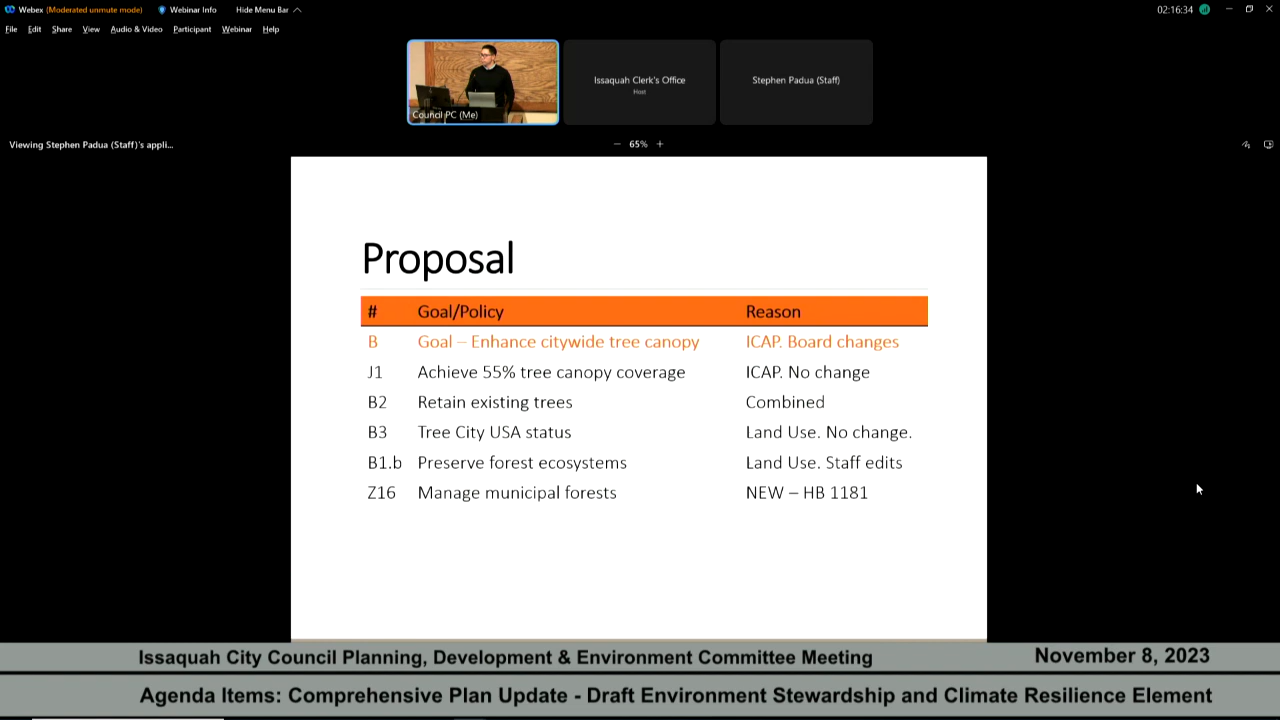 Webex (Moderated unmute mode) Webinar Info Hide Menu Bar 02:16:34
File Edit Share View Audio & Video Participant Webinar Help
Council PC (Me)
Issaquah Clerk's Office
Host
Stephen Padua (Staff)
Viewing Stephen Padua (Staff)'s appli... 65%
Proposal
# Goal/Policy Reason
B Goal – Enhance citywide tree canopy ICAP. Board changes
J1 Achieve 55% tree canopy coverage ICAP. No change
B2 Retain existing trees Combined
B3 Tree City USA status Land Use. No change.
B1.b Preserve forest ecosystems Land Use. Staff edits
Z16 Manage municipal forests NEW – HB 1181
Issaquah City Council Planning, Development & Environment Committee Meeting November 8, 2023
Agenda Items: Comprehensive Plan Update - Draft Environment Stewardship and Climate Resilience Element